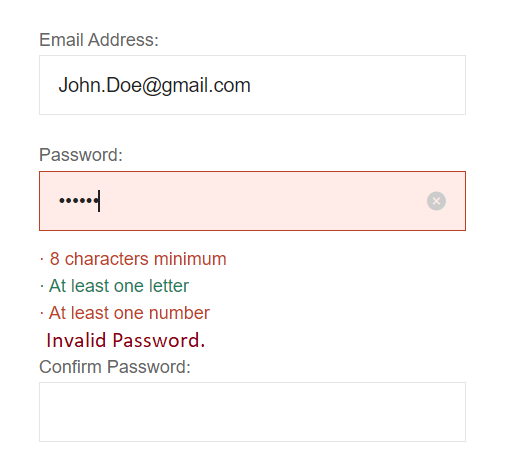 Email Address:
John.Doe@gmail.com
Password:
••••••
· 8 characters minimum
· At least one letter
· At least one number
Invalid Password.
Confirm Password: